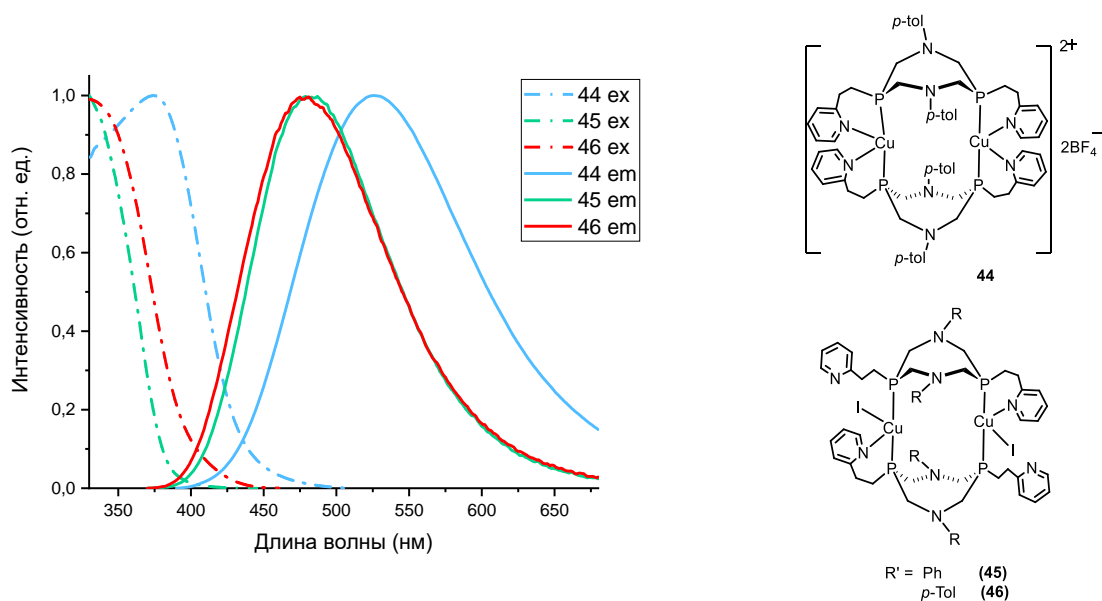 Интенсивность (отн. ед.)
1,0
0,8
0,6
0,4
0,2
0,0
350
400
450
500
550
600
650
Длина волны (нм)
44 ex
45 ex
46 ex
44 em
45 em
46 em
p-tol
N
2+
P
N
P
p-tol
N
N
Cu
Cu
2BF4−
N
p-tol
N
P
N
P
N
p-tol
44
R
N
N
P
N
P
R
I
N
Cu
Cu
N
R
I
N
P
N
P
N
N
R
R' = Ph (45)
p-Tol (46)